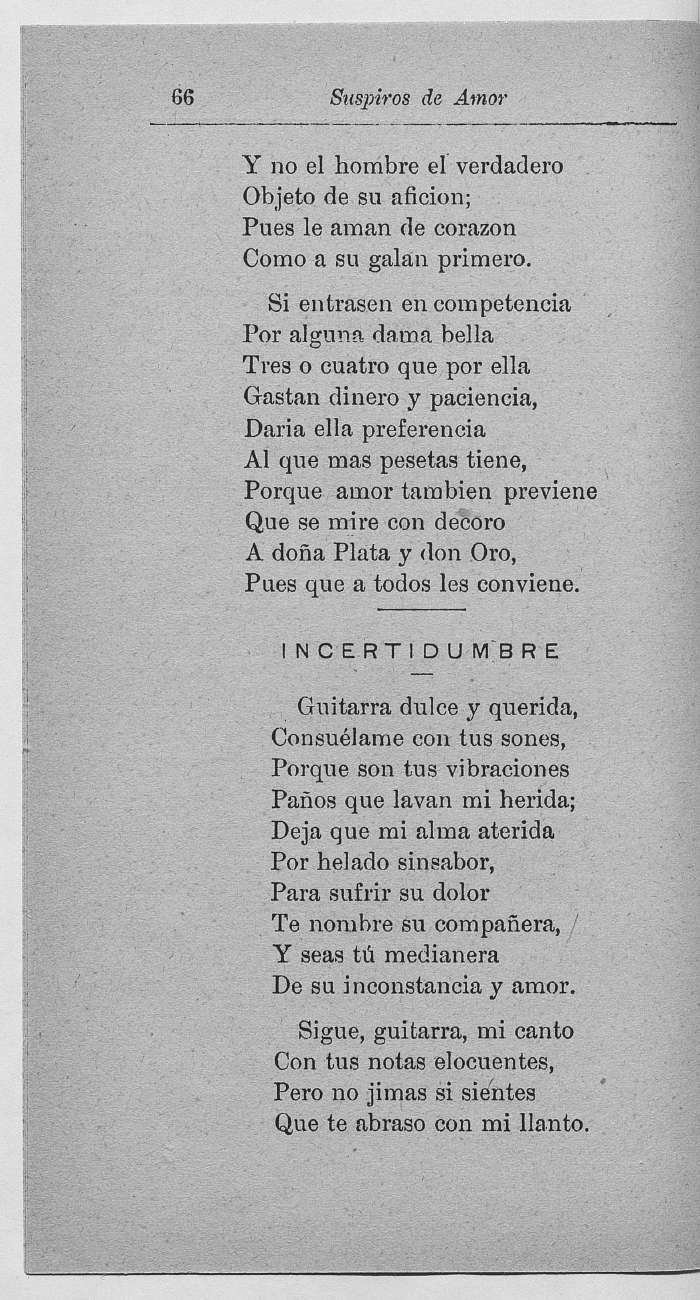 66 Suspiros de Amor
Y no el hombre el verdadero
Objeto de su aficion;
Pues le aman de corazon
Como a su galan primero.
Si entrasen en competencia
Por alguna dama bella
Tres o cuatro que por ella
Gastan dinero y paciencia,
Daria ella preferencia
Al que mas pesetas tiene,
Porque amor tambien previene
Que se mire con decoro
A doña Plata y don Oro,
Pues que a todos les conviene.
INCERTIDUMBRE
Guitarra dulce y querida,
Consuélame con tus sones,
Porque son tus vibraciones
Paños que lavan mi herida;
Deja que mi alma aterida
Por helado sinsabor,
Para sufrir su dolor
Te nombre su compañera,
Y seas tú medianera
De su inconstancia y amor.
Sigue, guitarra, mi canto
Con tus notas elocuentes,
Pero no jimas si sientes
Que te abraso con mi llanto.